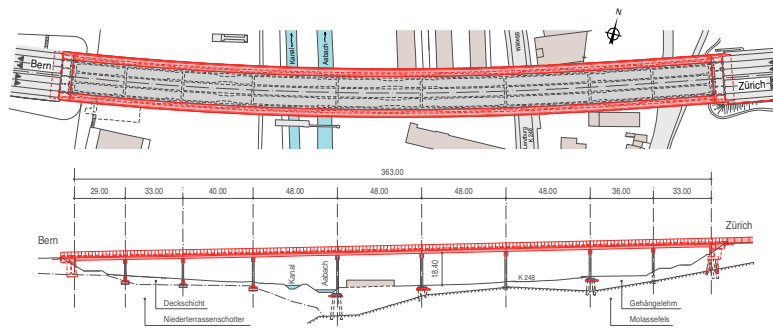 N
Kanal
Aabach
Bern
Zürich
K 246
363.00
29.00 33.00 40.00 48.00 48.00 48.00 48.00 36.00 33.00
Bern
Zürich
Kanal
Aabach
18.40
K 248
Deckschicht
Gehängelehm
Niederterrassenschotter
Molassefels